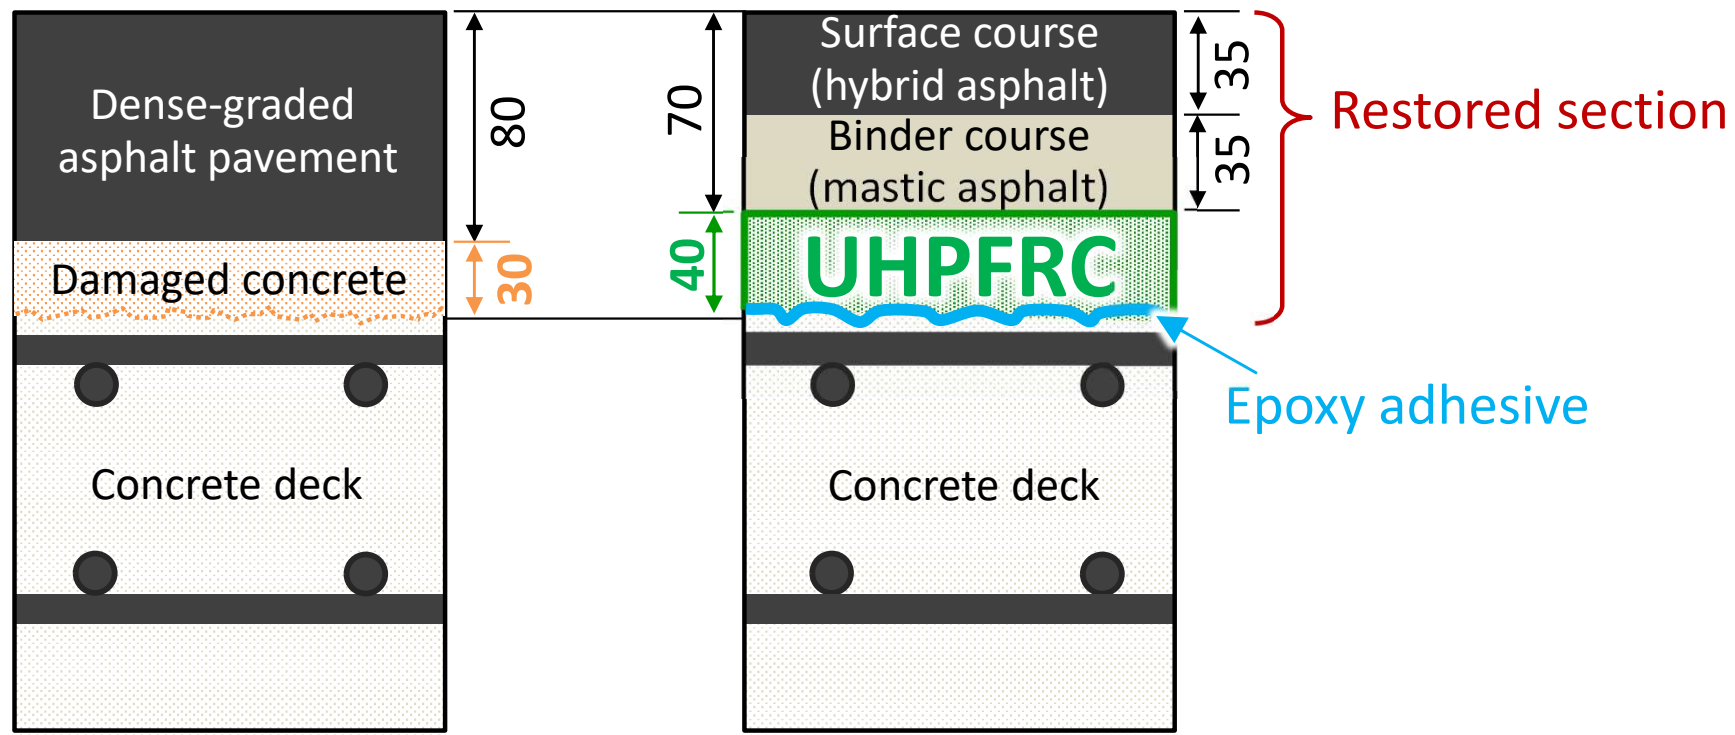 Dense-graded
asphalt pavement
Damaged concrete
Concrete deck
80
30
70
40
Surface course
(hybrid asphalt)
Binder course
(mastic asphalt)
UHPFRC
Concrete deck
35
35
Restored section
Epoxy adhesive